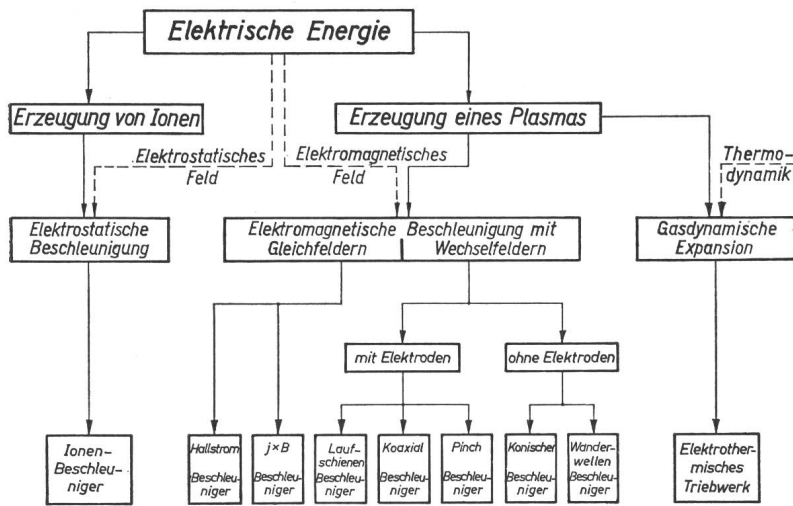 Elektrische Energie
Erzeugung von Ionen
Erzeugung eines Plasmas
Elektrostatisches
Feld
Elektromagnetisches
Feld
Thermo-
dynamik
Elektrostatische
Beschleunigung
Elektromagnetische Beschleunigung mit
Gleichfeldern Wechselfeldern
Gasdynamische
Expansion
mit Elektroden
ohne Elektroden
Ionen-
Beschleu-
niger
Hallstrom
Beschleu-
niger
j×B
Beschleu-
niger
Lauf-
schienen
Beschleu-
niger
Koaxial
Beschleu-
niger
Pinch
Beschleu-
niger
Konischer
Beschleu-
niger
Wander-
wellen
Beschleu-
niger
Elektrother-
misches
Triebwerk